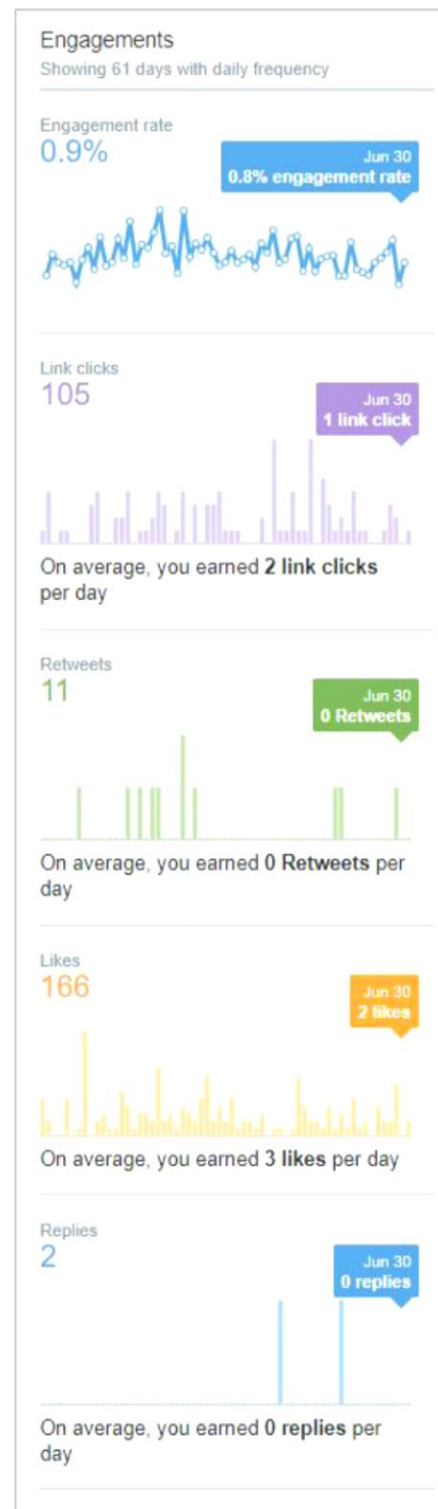 Engagements
Showing 61 days with daily frequency
Engagement rate
0.9%
Jun 30
0.8% engagement rate
Link clicks
105
Jun 30
1 link click
On average, you earned 2 link clicks
per day
Retweets
11
Jun 30
0 Retweets
On average, you earned 0 Retweets per
day
Likes
166
Jun 30
2 likes
On average, you earned 3 likes per day
Replies
2
Jun 30
0 replies
On average, you earned 0 replies per
day